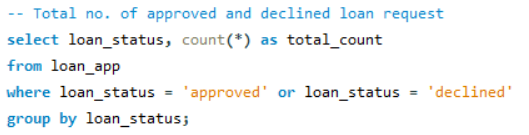 -- Total no. of approved and declined loan request
select loan_status, count(*) as total_count
from loan_app
where loan_status = 'approved' or loan_status = 'declined'
group by loan_status;